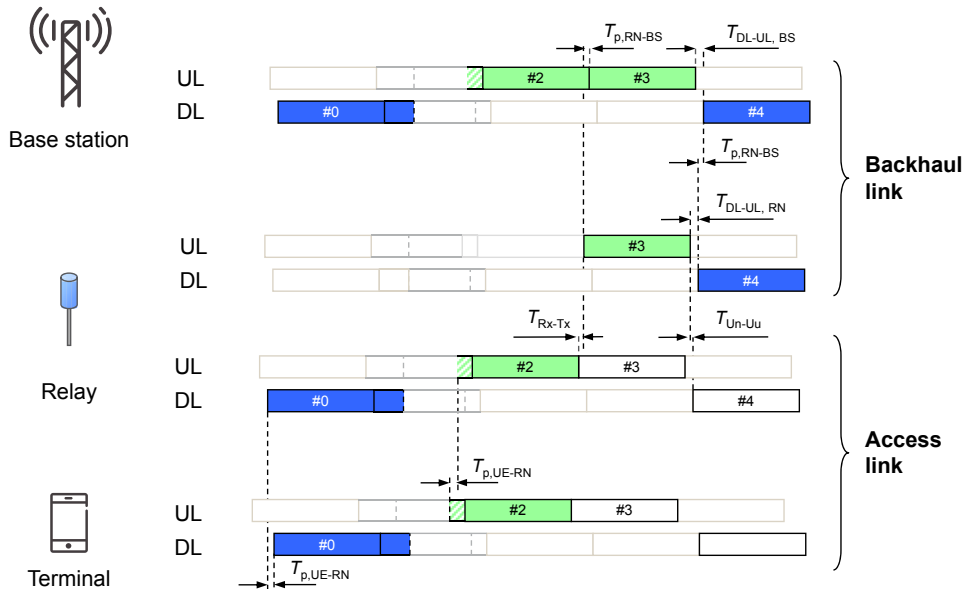 T_p,RN-BS T_DL-UL, BS
UL #2 #3
DL #0 #4
Base station
T_p,RN-BS
Backhaul
link
T_DL-UL, RN
UL #3
DL #4
T_Rx-Tx T_Un-Uu
UL #2 #3
Relay
DL #0 #4
Access
link
T_p,UE-RN
UL #2 #3
DL #0
Terminal
T_p,UE-RN